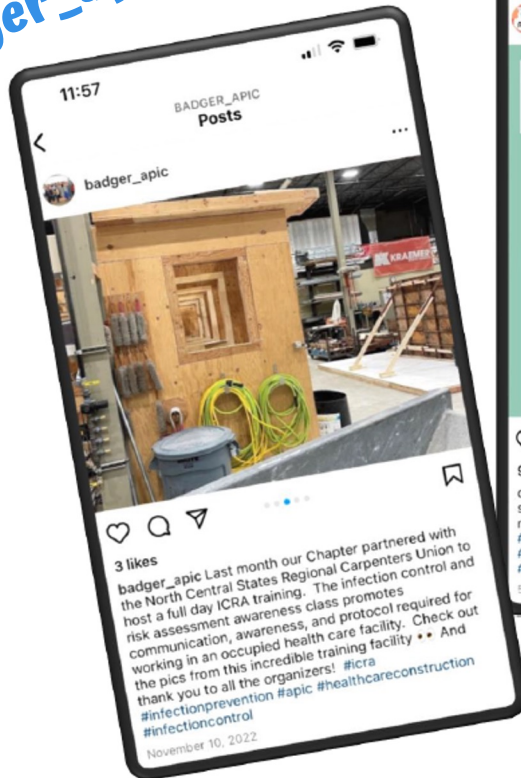 11:57
BADGER_APIC
Posts
badger_apic
KRAEMER
3 likes
badger_apic Last month our Chapter partnered with
the North Central States Regional Carpenters Union to
host a full day ICRA training. The infection control and
risk assessment awareness class promotes
communication, awareness, and protocol required for
working in an occupied health care facility. Check out
the pics from this incredible training facility 👀 And
thank you to all the organizers! #icra
#infectionprevention #apic #healthcareconstruction
#infectioncontrol
November 10, 2022